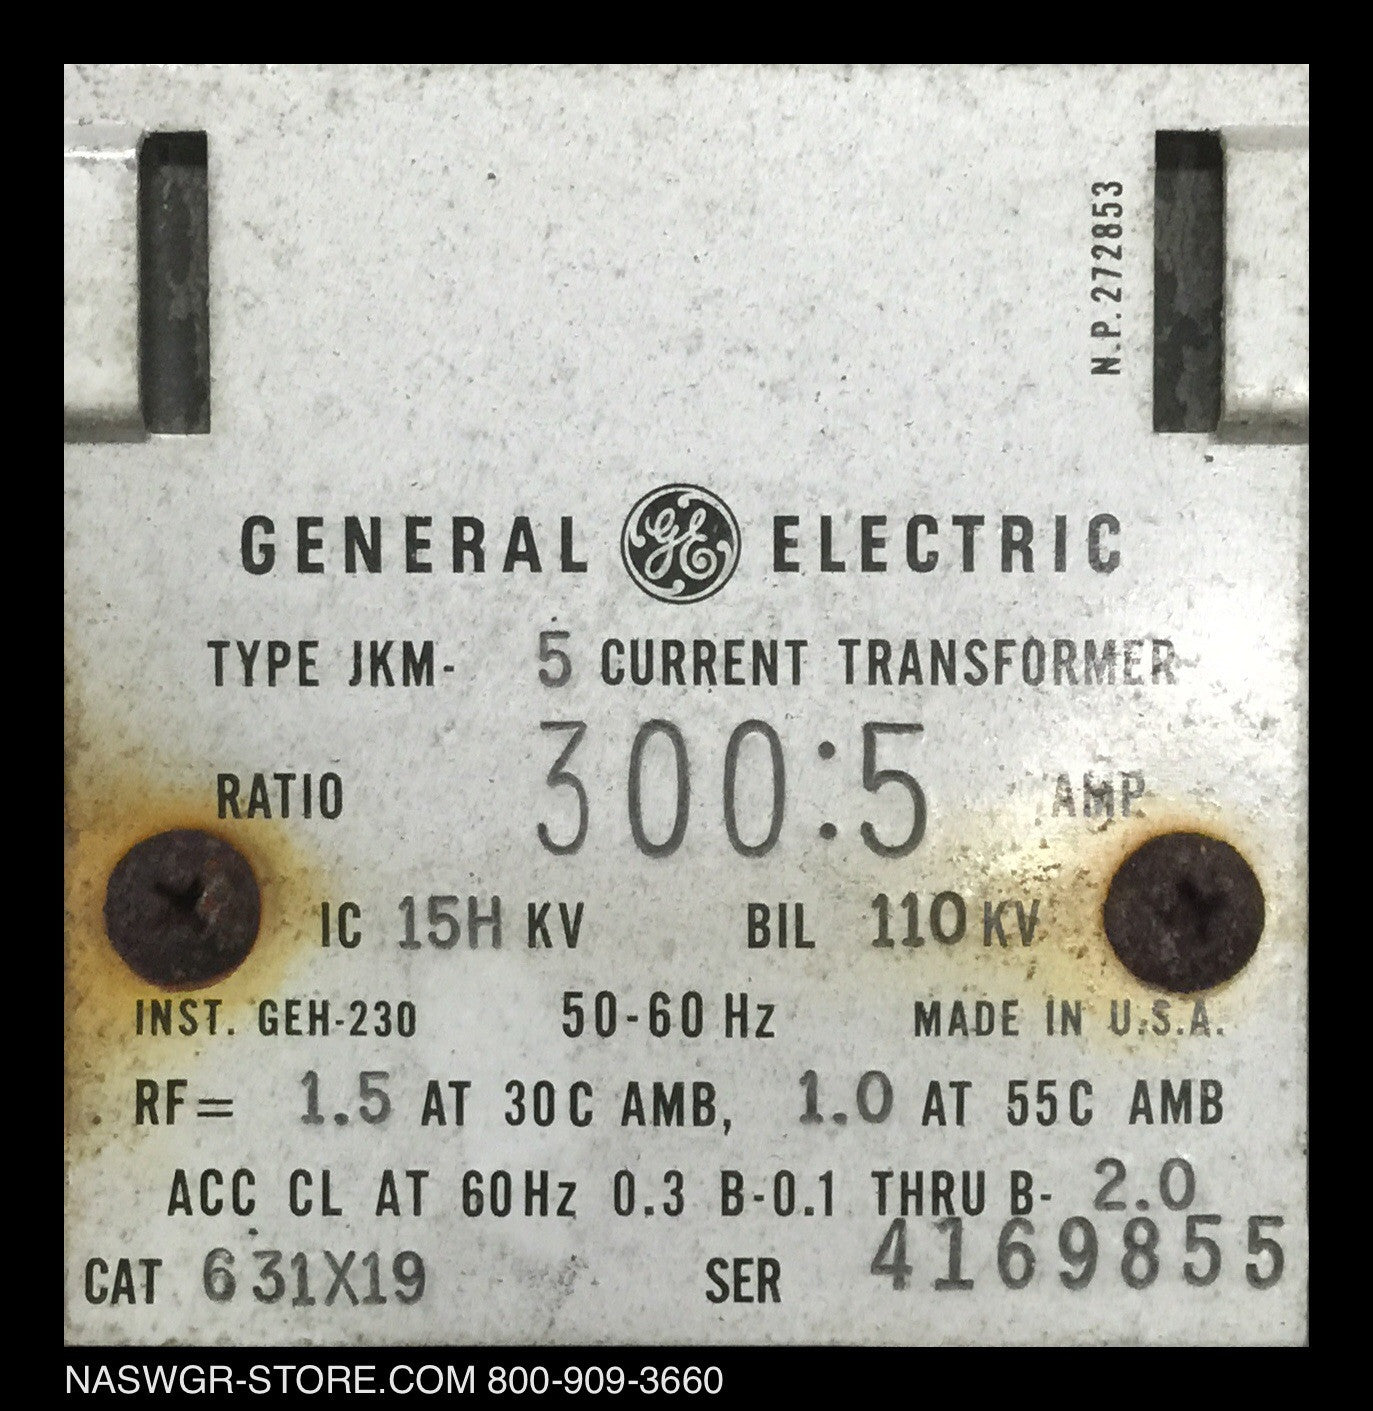 N.P. 272853
GENERAL GE ELECTRIC
TYPE JKM- 5 CURRENT TRANSFORMER
RATIO 300:5 AMP
IC 15H KV BIL 110 KV
INST. GEH-230 50-60 Hz MADE IN U.S.A.
RF= 1.5 AT 30C AMB, 1.0 AT 55C AMB
ACC CL AT 60Hz 0.3 B-0.1 THRU B- 2.0
CAT 631X19 SER 4169855
NASWGR-STORE.COM 800-909-3660